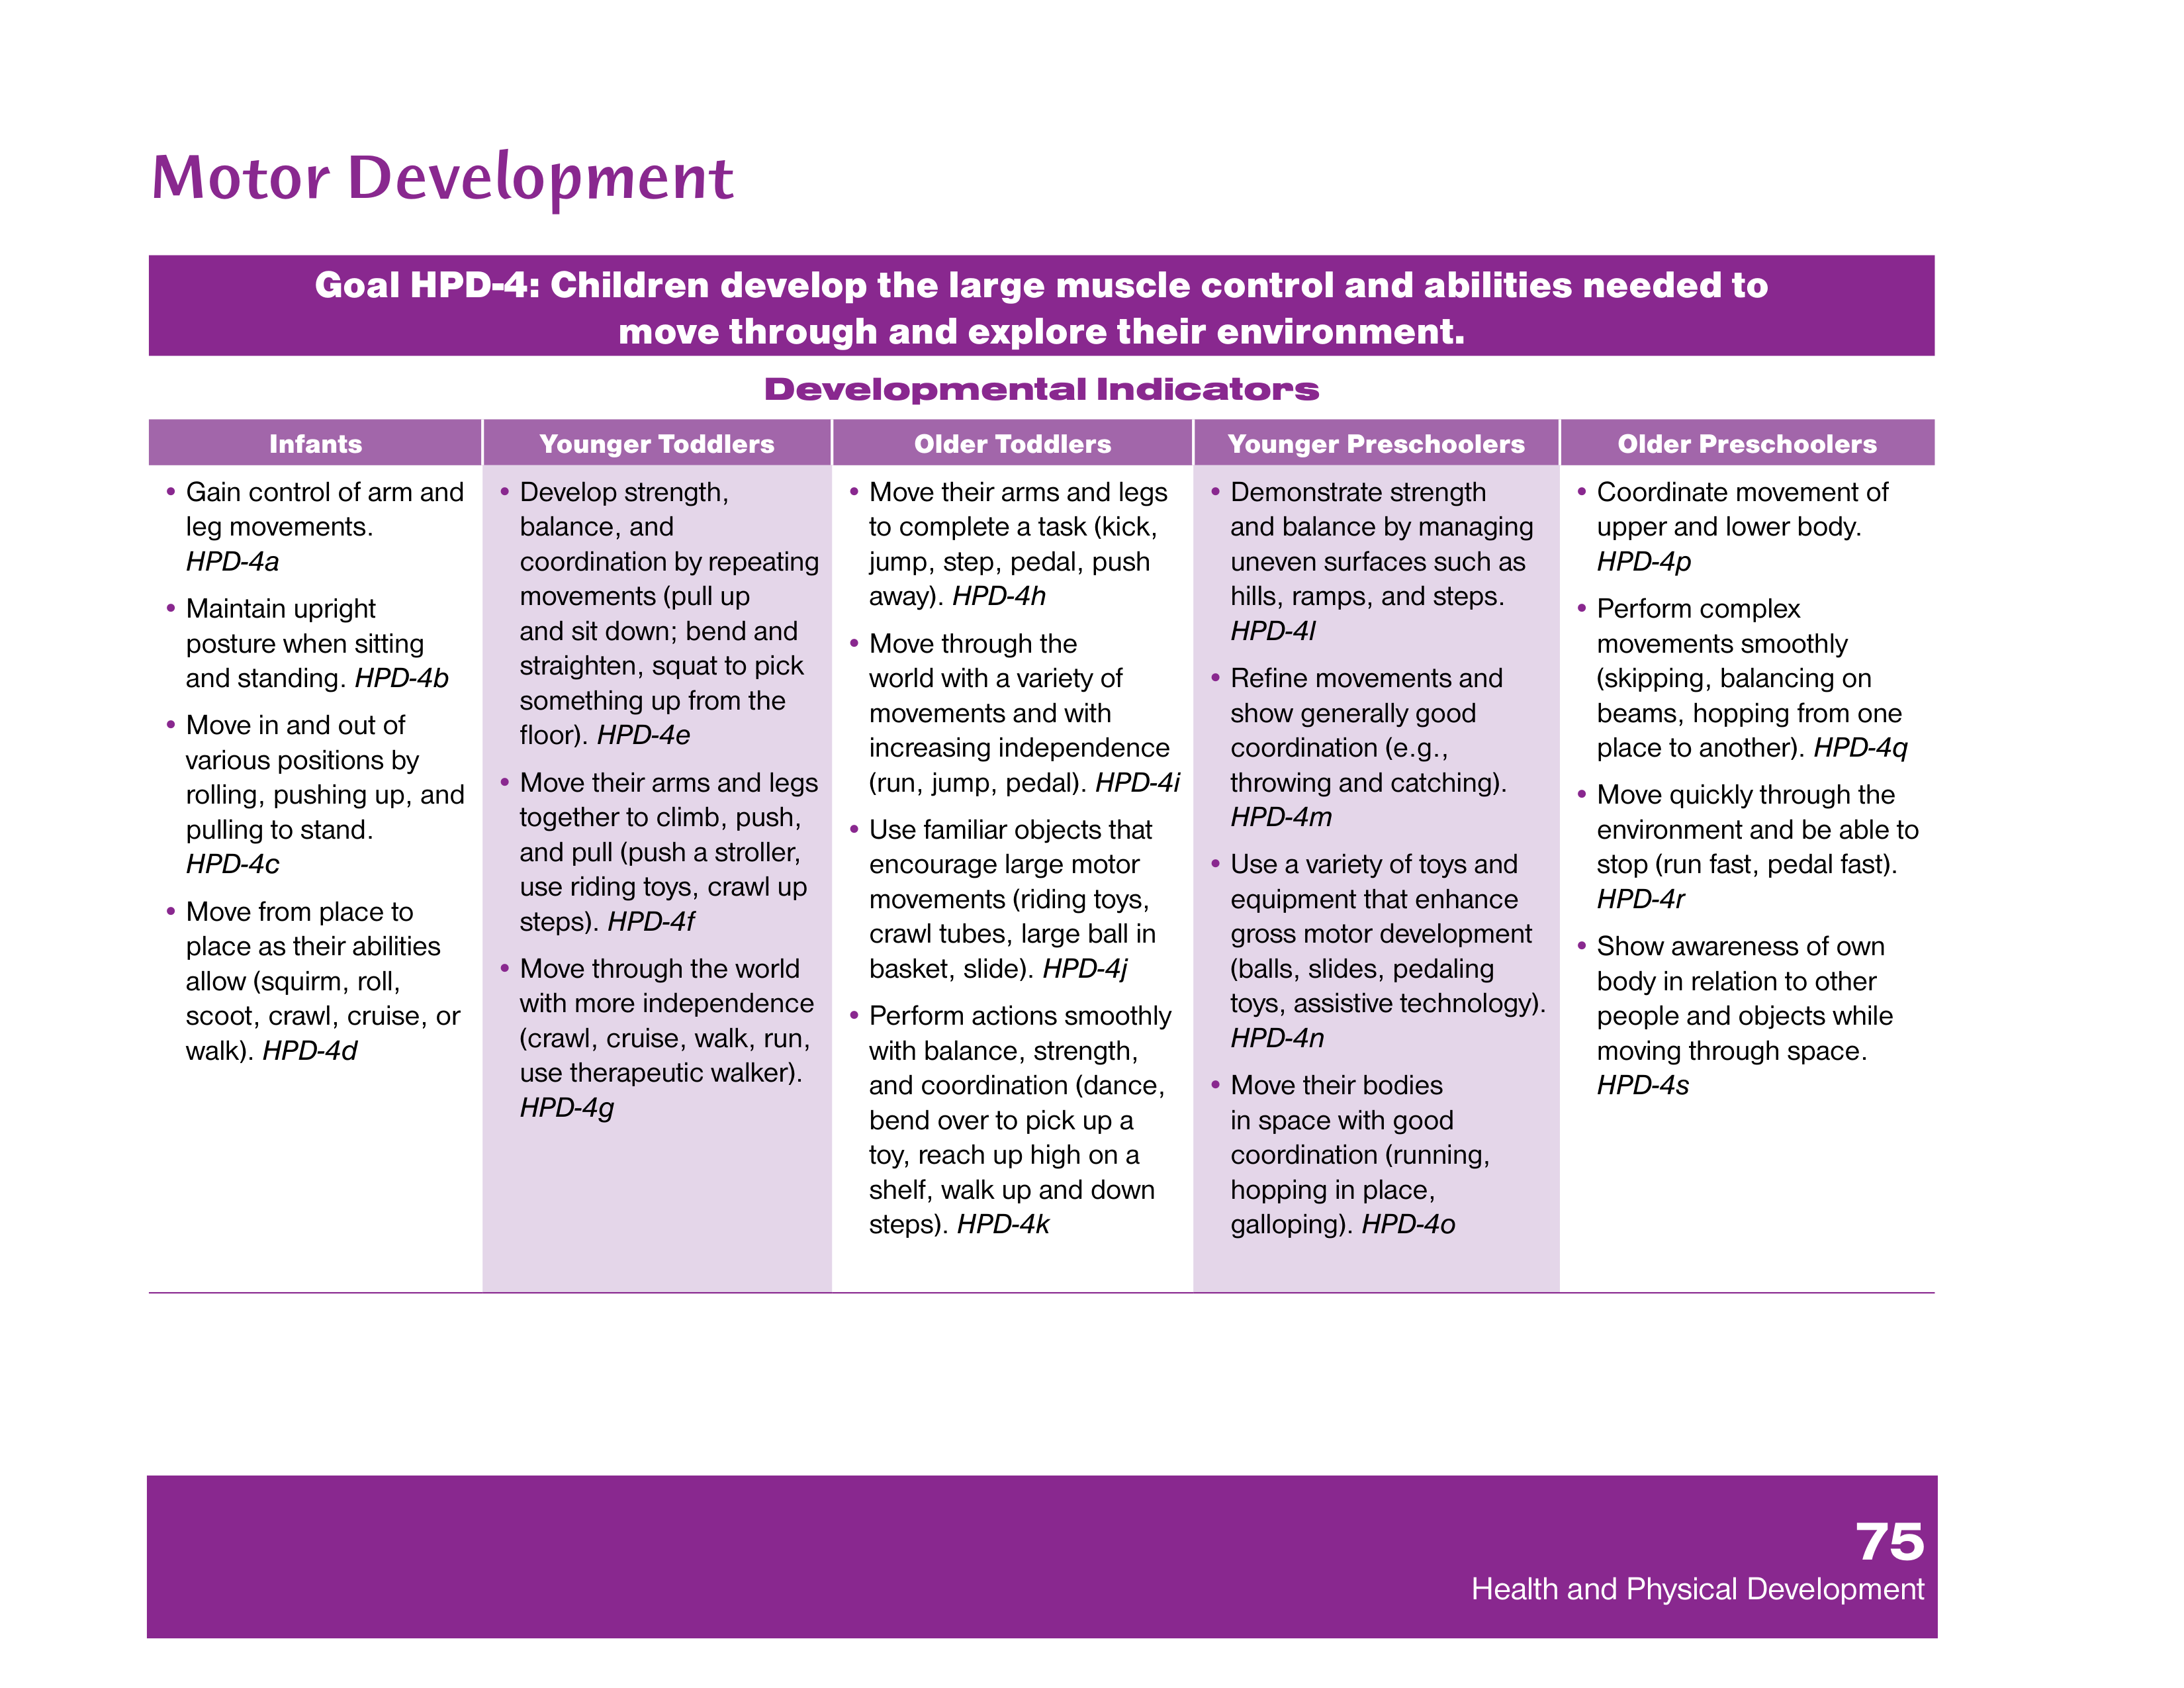 Motor Development
Goal HPD-4: Children develop the large muscle control and abilities needed to
move through and explore their environment.
Developmental Indicators
Infants
• Gain control of arm and
leg movements.
HPD-4a
• Maintain upright
posture when sitting
and standing. HPD-4b
• Move in and out of
various positions by
rolling, pushing up, and
pulling to stand.
HPD-4c
• Move from place to
place as their abilities
allow (squirm, roll,
scoot, crawl, cruise, or
walk). HPD-4d
Younger Toddlers
• Develop strength,
balance, and
coordination by repeating
movements (pull up
and sit down; bend and
straighten, squat to pick
something up from the
floor). HPD-4e
• Move their arms and legs
together to climb, push,
and pull (push a stroller,
use riding toys, crawl up
steps). HPD-4f
• Move through the world
with more independence
(crawl, cruise, walk, run,
use therapeutic walker).
HPD-4g
Older Toddlers
• Move their arms and legs
to complete a task (kick,
jump, step, pedal, push
away). HPD-4h
• Move through the
world with a variety of
movements and with
increasing independence
(run, jump, pedal). HPD-4i
• Use familiar objects that
encourage large motor
movements (riding toys,
crawl tubes, large ball in
basket, slide). HPD-4j
• Perform actions smoothly
with balance, strength,
and coordination (dance,
bend over to pick up a
toy, reach up high on a
shelf, walk up and down
steps). HPD-4k
Younger Preschoolers
• Demonstrate strength
and balance by managing
uneven surfaces such as
hills, ramps, and steps.
HPD-4l
• Refine movements and
show generally good
coordination (e.g.,
throwing and catching).
HPD-4m
• Use a variety of toys and
equipment that enhance
gross motor development
(balls, slides, pedaling
toys, assistive technology).
HPD-4n
• Move their bodies
in space with good
coordination (running,
hopping in place,
galloping). HPD-4o
Older Preschoolers
• Coordinate movement of
upper and lower body.
HPD-4p
• Perform complex
movements smoothly
(skipping, balancing on
beams, hopping from one
place to another). HPD-4q
• Move quickly through the
environment and be able to
stop (run fast, pedal fast).
HPD-4r
• Show awareness of own
body in relation to other
people and objects while
moving through space.
HPD-4s
75
Health and Physical Development